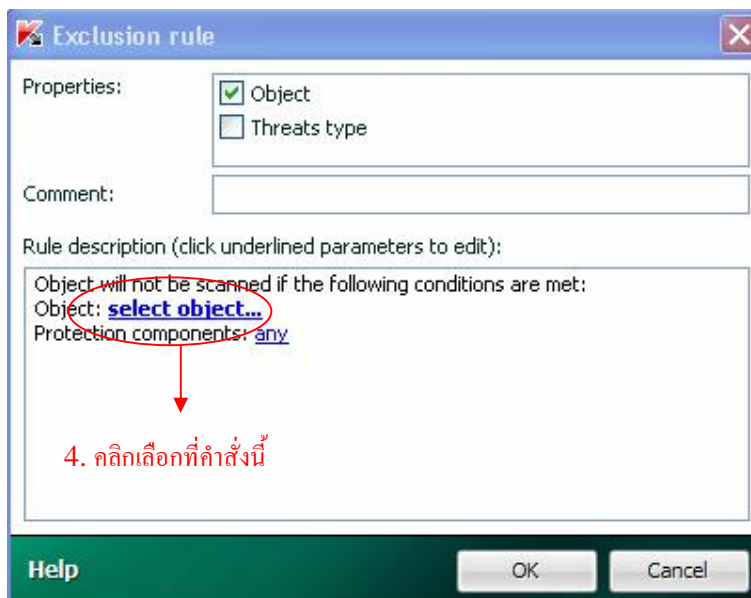 Exclusion rule
Properties:
Object
Threats type
Comment:
Rule description (click underlined parameters to edit):
Object will not be scanned if the following conditions are met:
Object: select object...
Protection components: any
4. คลิกเลือกที่คำสั่งนี้
Help
OK
Cancel